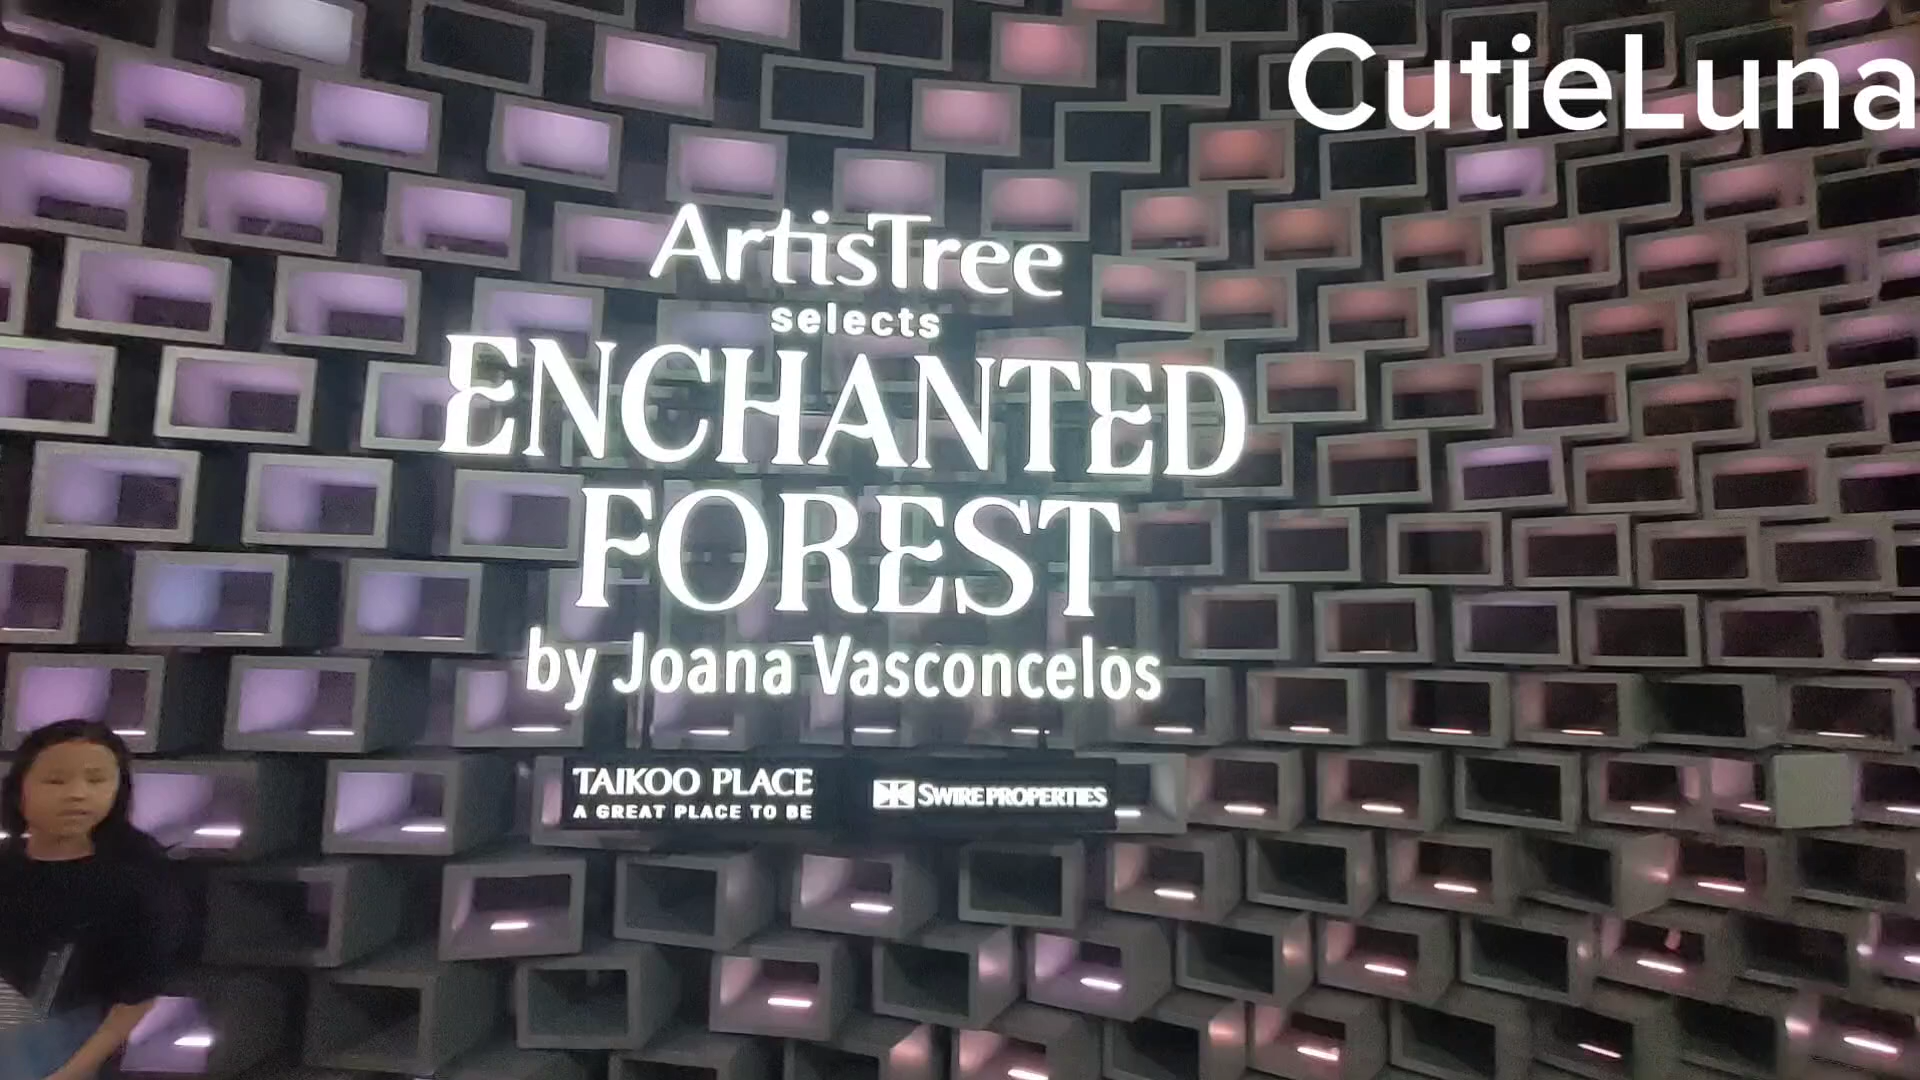 CutieLuna
ArtisTree
selects
ENCHANTED
FOREST
by Joana Vasconcelos
TAIKOO PLACE
A GREAT PLACE TO BE
SWIRE PROPERTIES